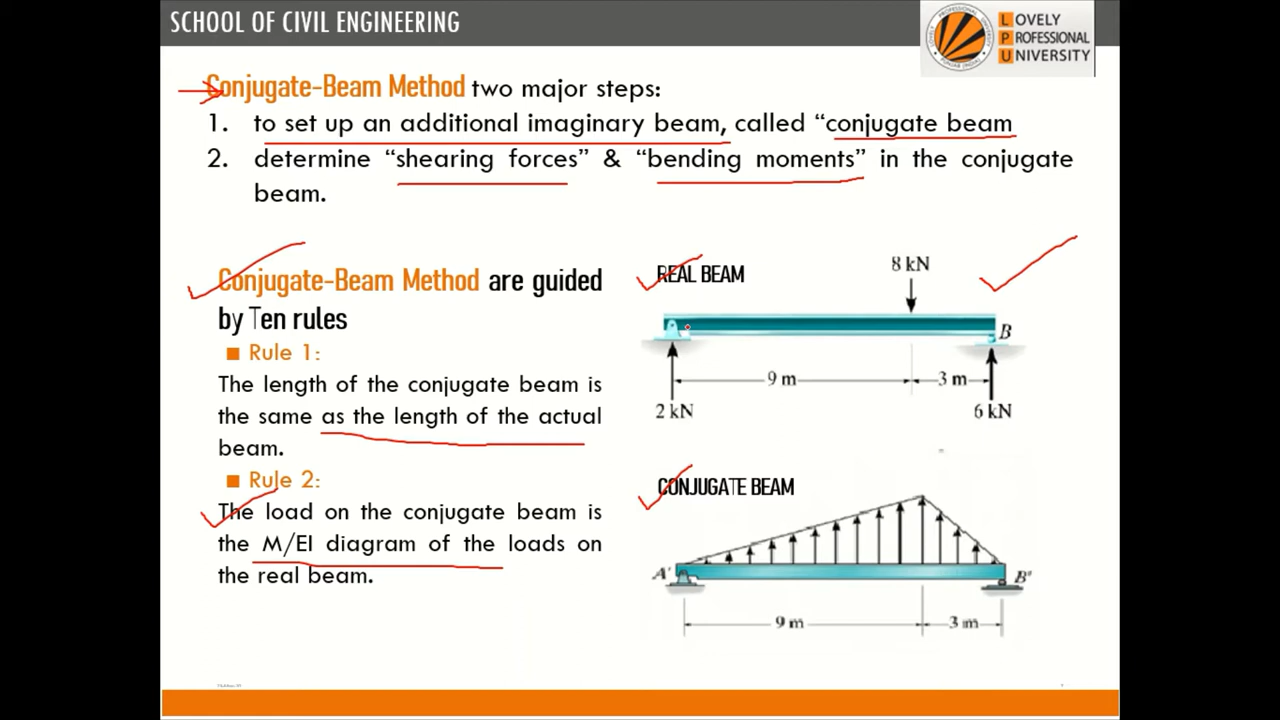 SCHOOL OF CIVIL ENGINEERING
LOVELY
PROFESSIONAL
UNIVERSITY
Conjugate-Beam Method two major steps:
1. to set up an additional imaginary beam, called “conjugate beam
2. determine “shearing forces” & “bending moments” in the conjugate
beam.
Conjugate-Beam Method are guided
by Ten rules
Rule 1:
The length of the conjugate beam is
the same as the length of the actual
beam.
Rule 2:
The load on the conjugate beam is
the M/EI diagram of the loads on
the real beam.
REAL BEAM
8 kN
B
9 m
3 m
2 kN
6 kN
CONJUGATE BEAM
A'
B'
9 m
3 m